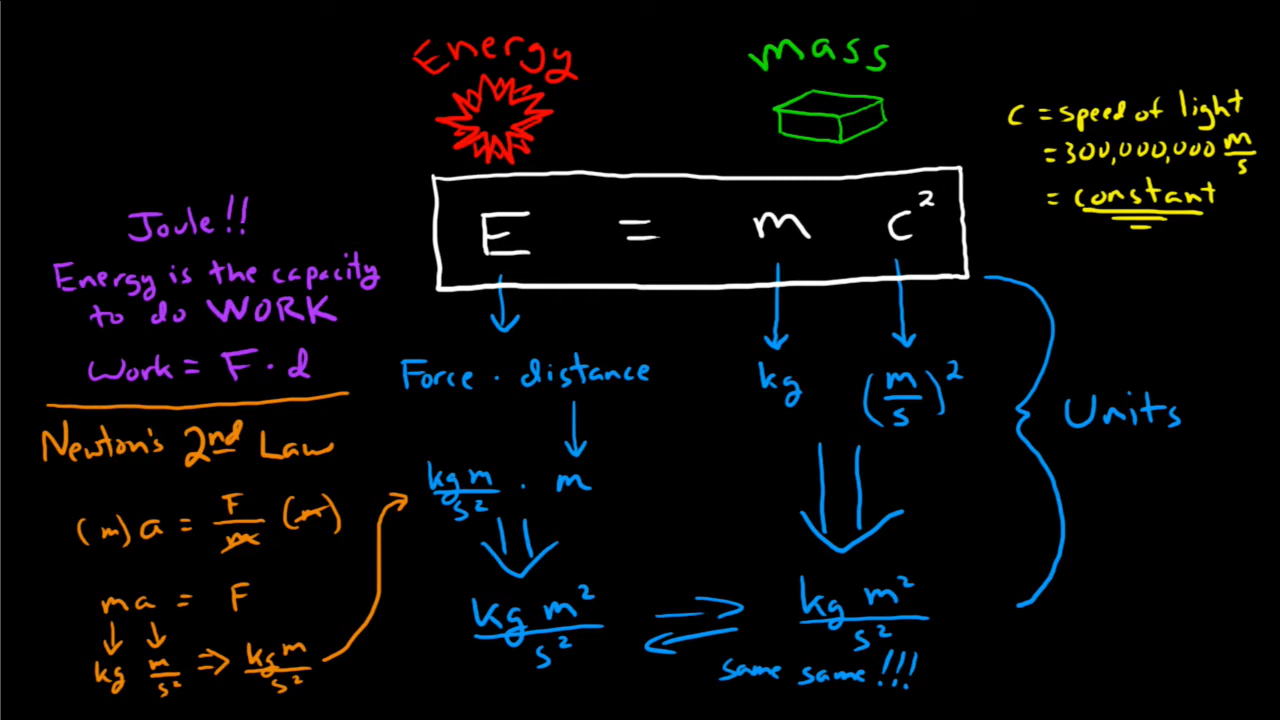 Energy
mass
c = speed of light
= 300,000,000 m/s
= constant
E = m c²
Joule!!
Energy is the capacity
to do WORK
Work = F · d
Force · distance
kg (m/s)²
Units
Newton's 2nd Law
(m) a = F/m (m)
kg m/s² · m
ma = F
kg m/s² ⇒ kg m/s²
kg m²/s² ⇌ kg m²/s²
same same!!!